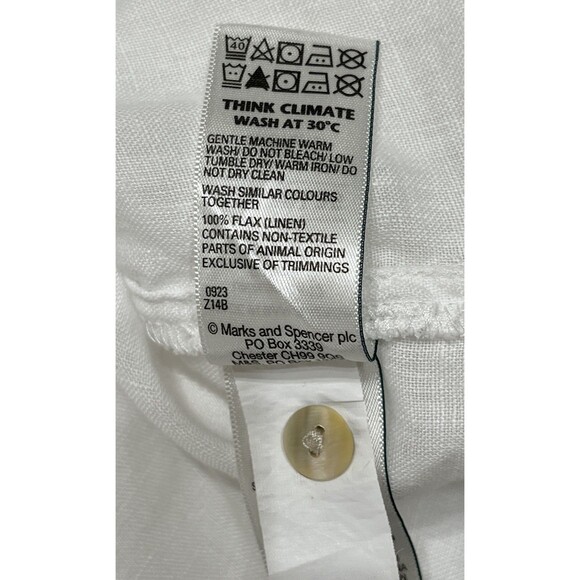 40
THINK CLIMATE
WASH AT 30°C
GENTLE MACHINE WARM
WASH/ DO NOT BLEACH/ LOW
TUMBLE DRY/ WARM IRON/ DO
NOT DRY CLEAN
WASH SIMILAR COLOURS
TOGETHER
100% FLAX (LINEN)
CONTAINS NON-TEXTILE
PARTS OF ANIMAL ORIGIN
EXCLUSIVE OF TRIMMINGS
0923
Z14B
© Marks and Spencer plc
PO Box 3339
Chester CH99
M&S, PO